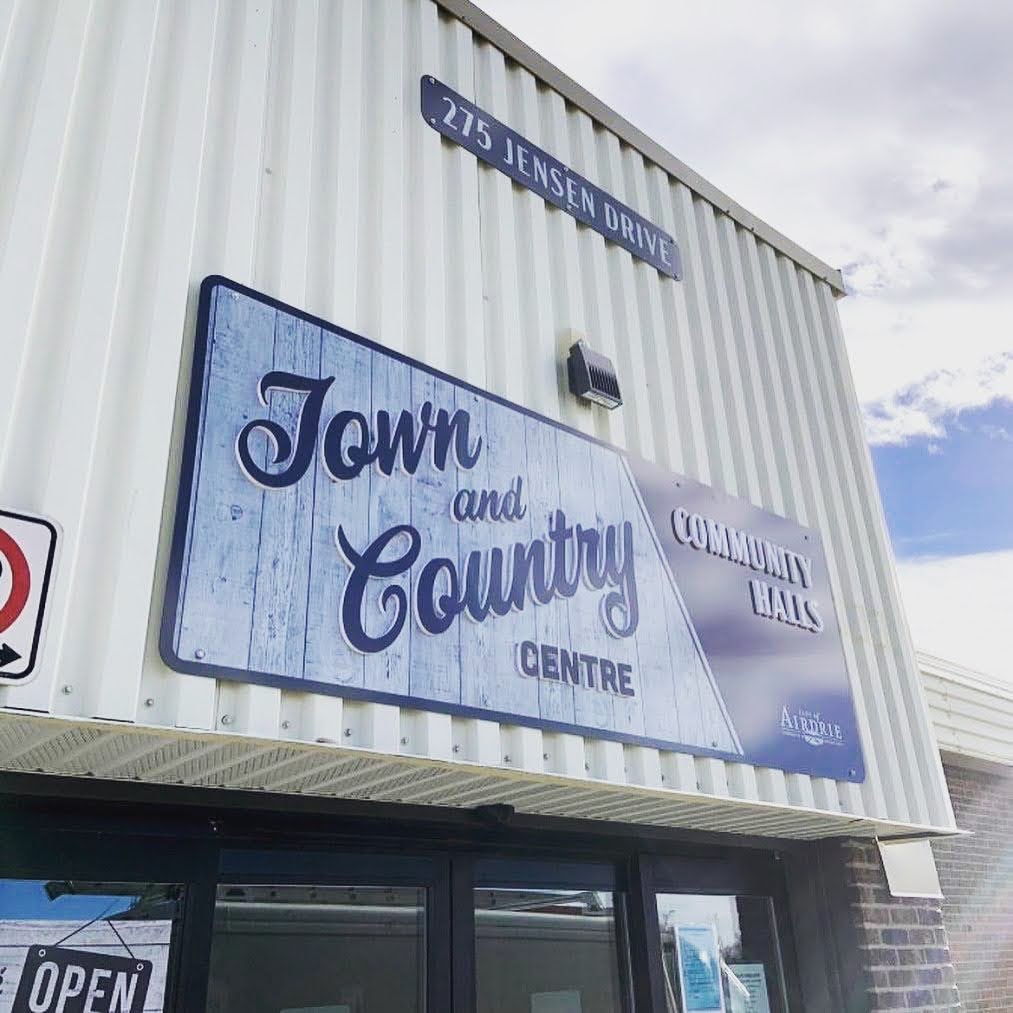 275 JENSEN DRIVE
Town
and
Country
CENTRE
COMMUNITY
HALLS
AIRDRIE
OPEN